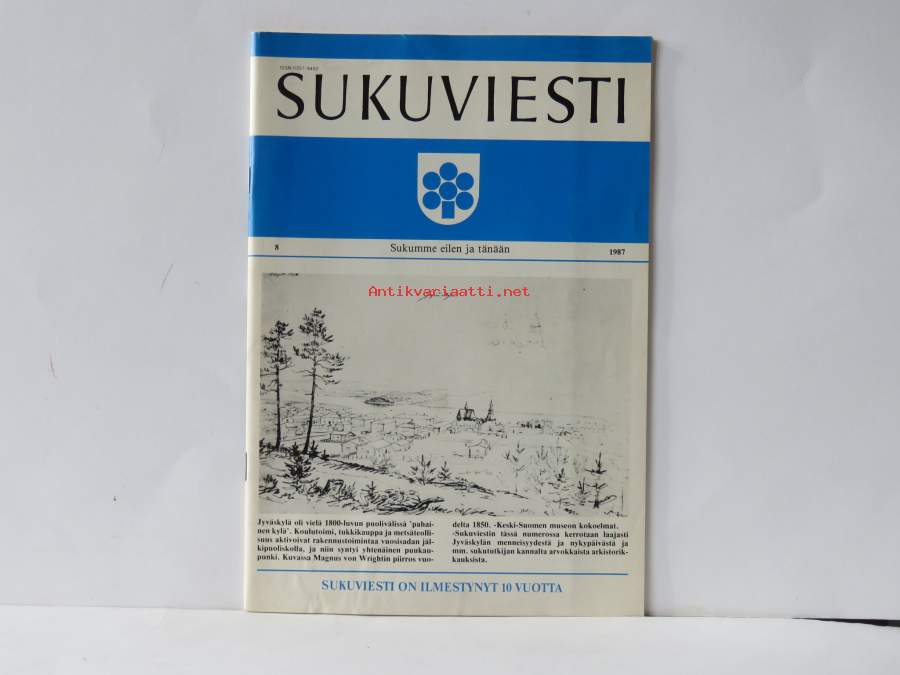 SUKUVIESTI
8
Sukumme eilen ja tänään
1987
Antikvariaatti.net
Jyväskylä oli vielä 1800-luvun puolivälissä 'pahai-
nen kylä'. Koulutoimi, tukkikauppa ja metsäteolli-
suus aktivoivat rakennustoimintaa vuosisadan jäl-
kipuoliskolla, ja niin syntyi yhtenäinen puukau-
punki. Kuvassa Magnus von Wrightin piirros vuo-
delta 1850. -Keski-Suomen museon kokoelmat.
-Sukuviestin tässä numerossa kerrotaan laajasti
Jyväskylän menneisyydestä ja nykypäivästä ja
mm. sukututkijan kannalta arvokkaista arkistorik-
kauksista.
SUKUVIESTI ON ILMESTYNYT 10 VUOTTA